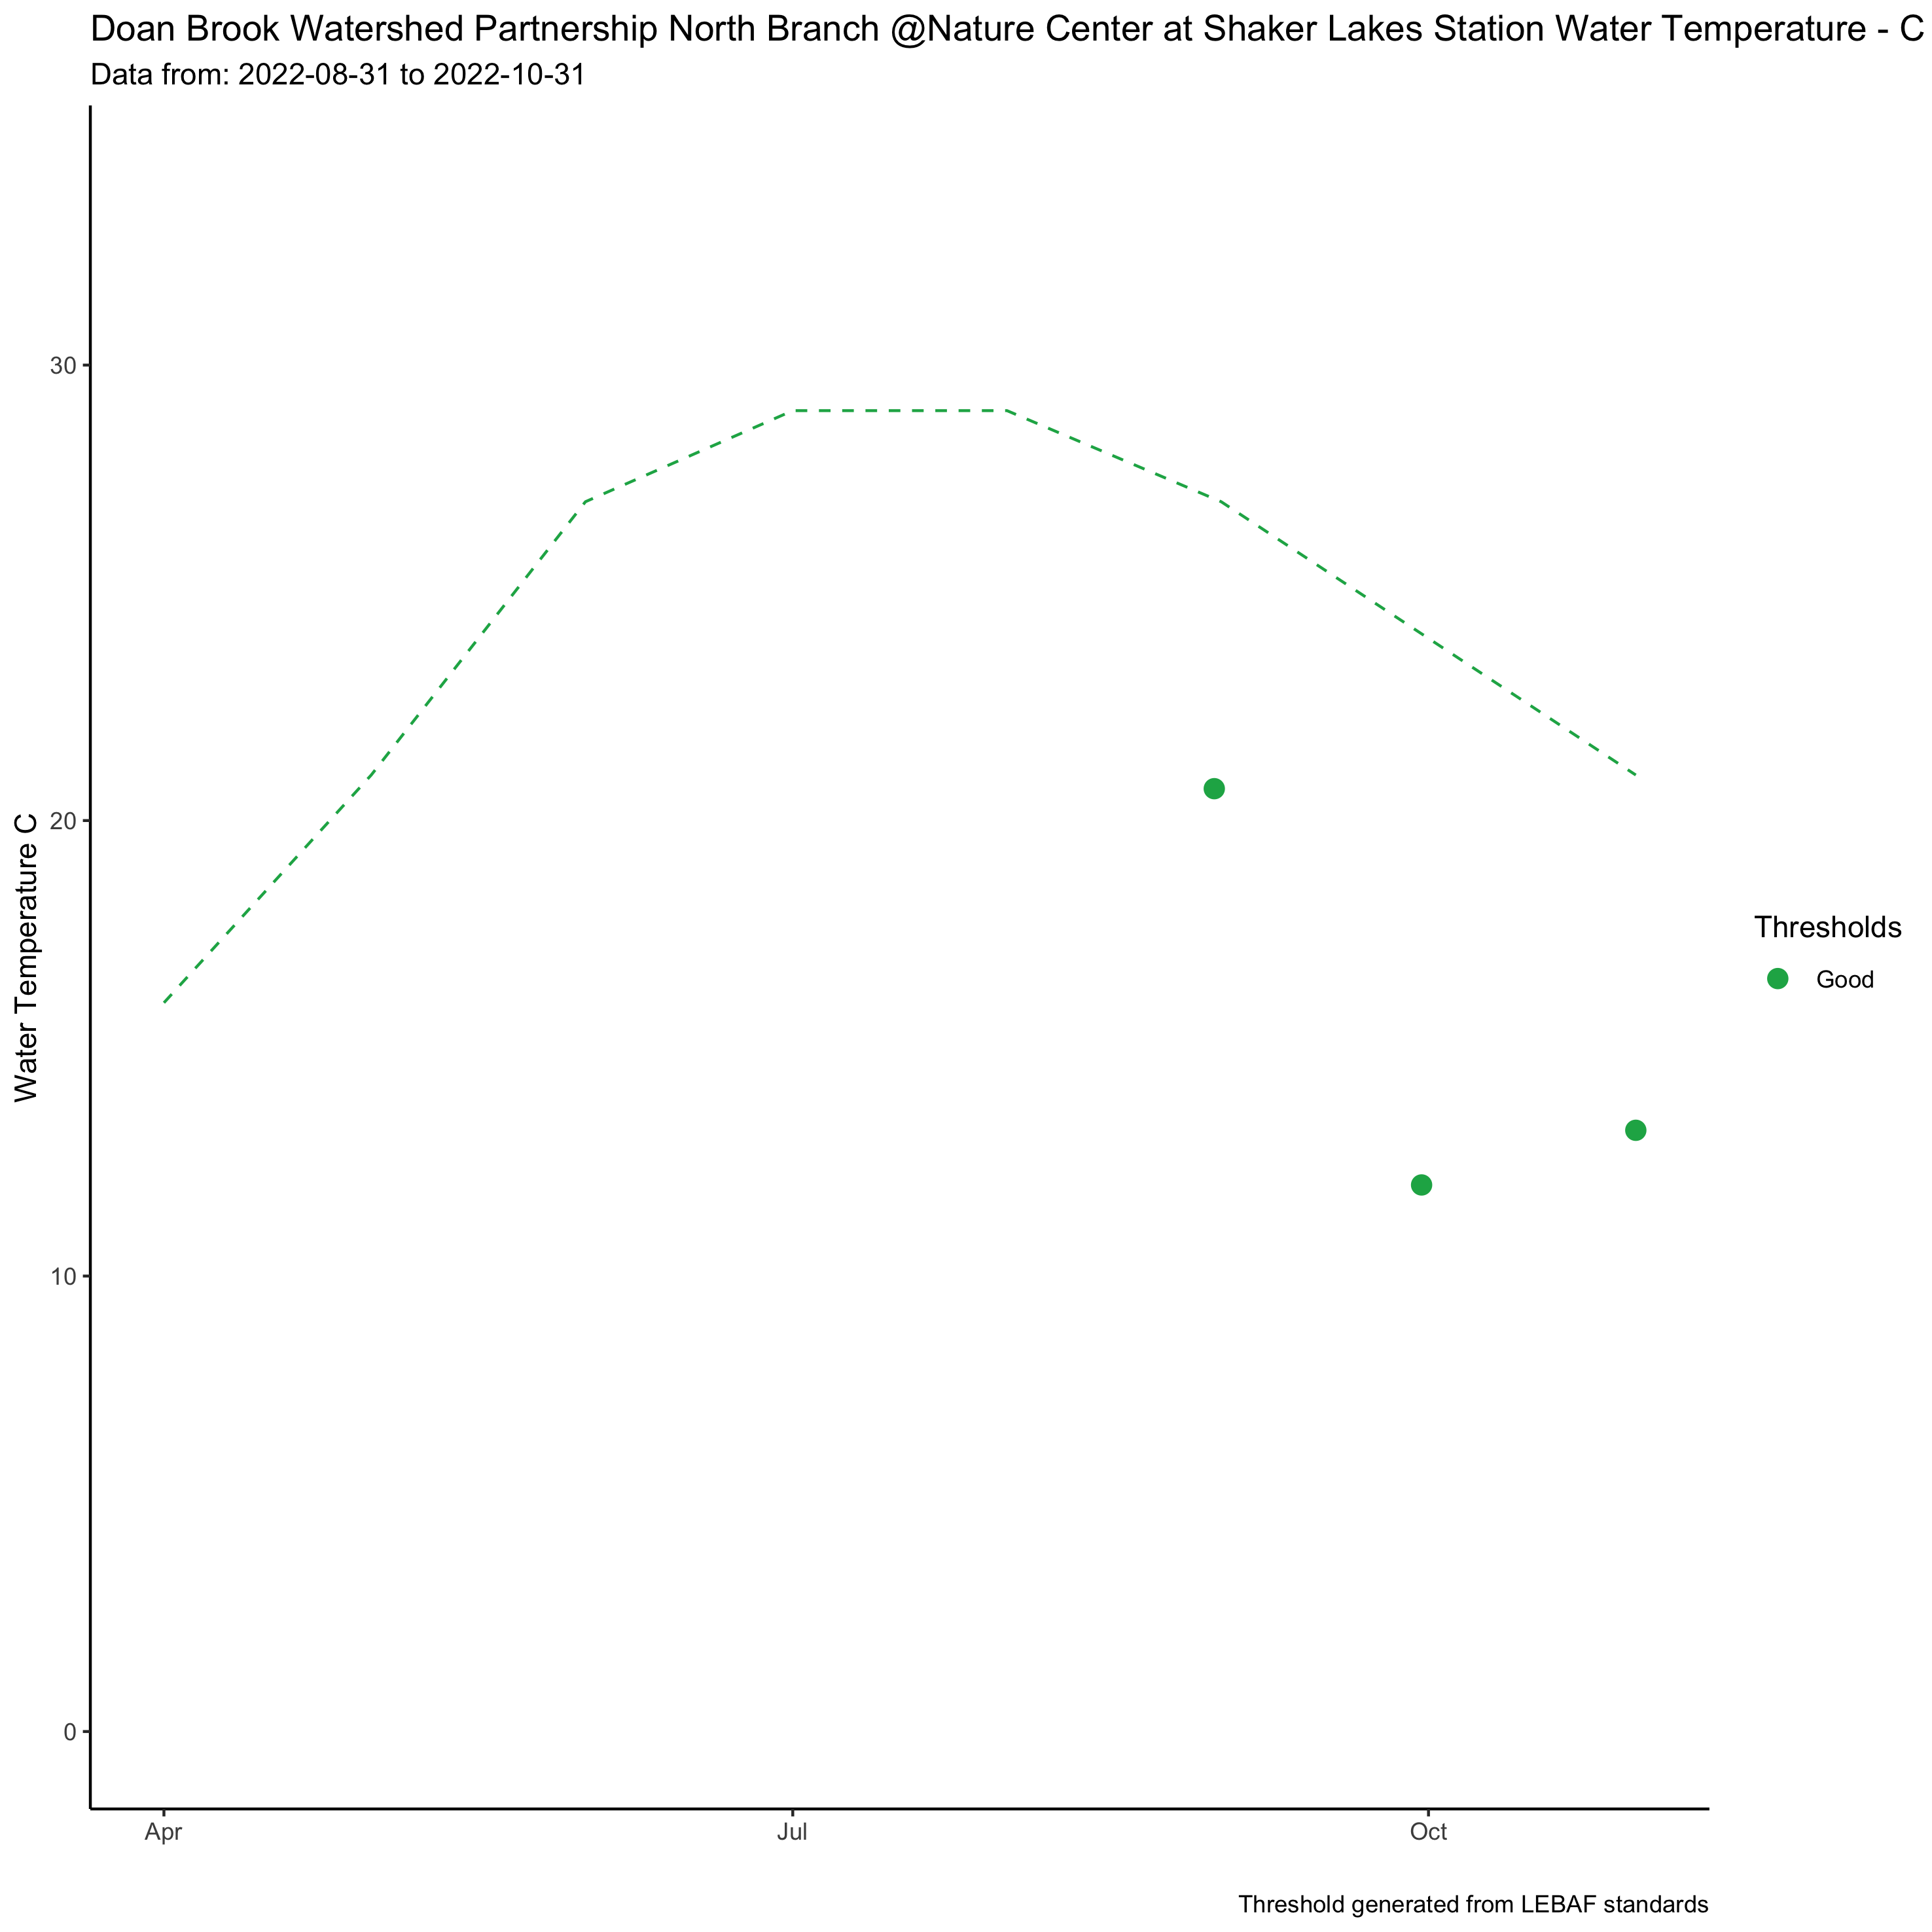 Doan Brook Watershed Partnership North Branch @Nature Center at Shaker Lakes Station Water Temperature - C
Data from: 2022-08-31 to 2022-10-31
30
20
10
0
Water Temperature C
Apr
Jul
Oct
Thresholds
Good
Threshold generated from LEBAF standards